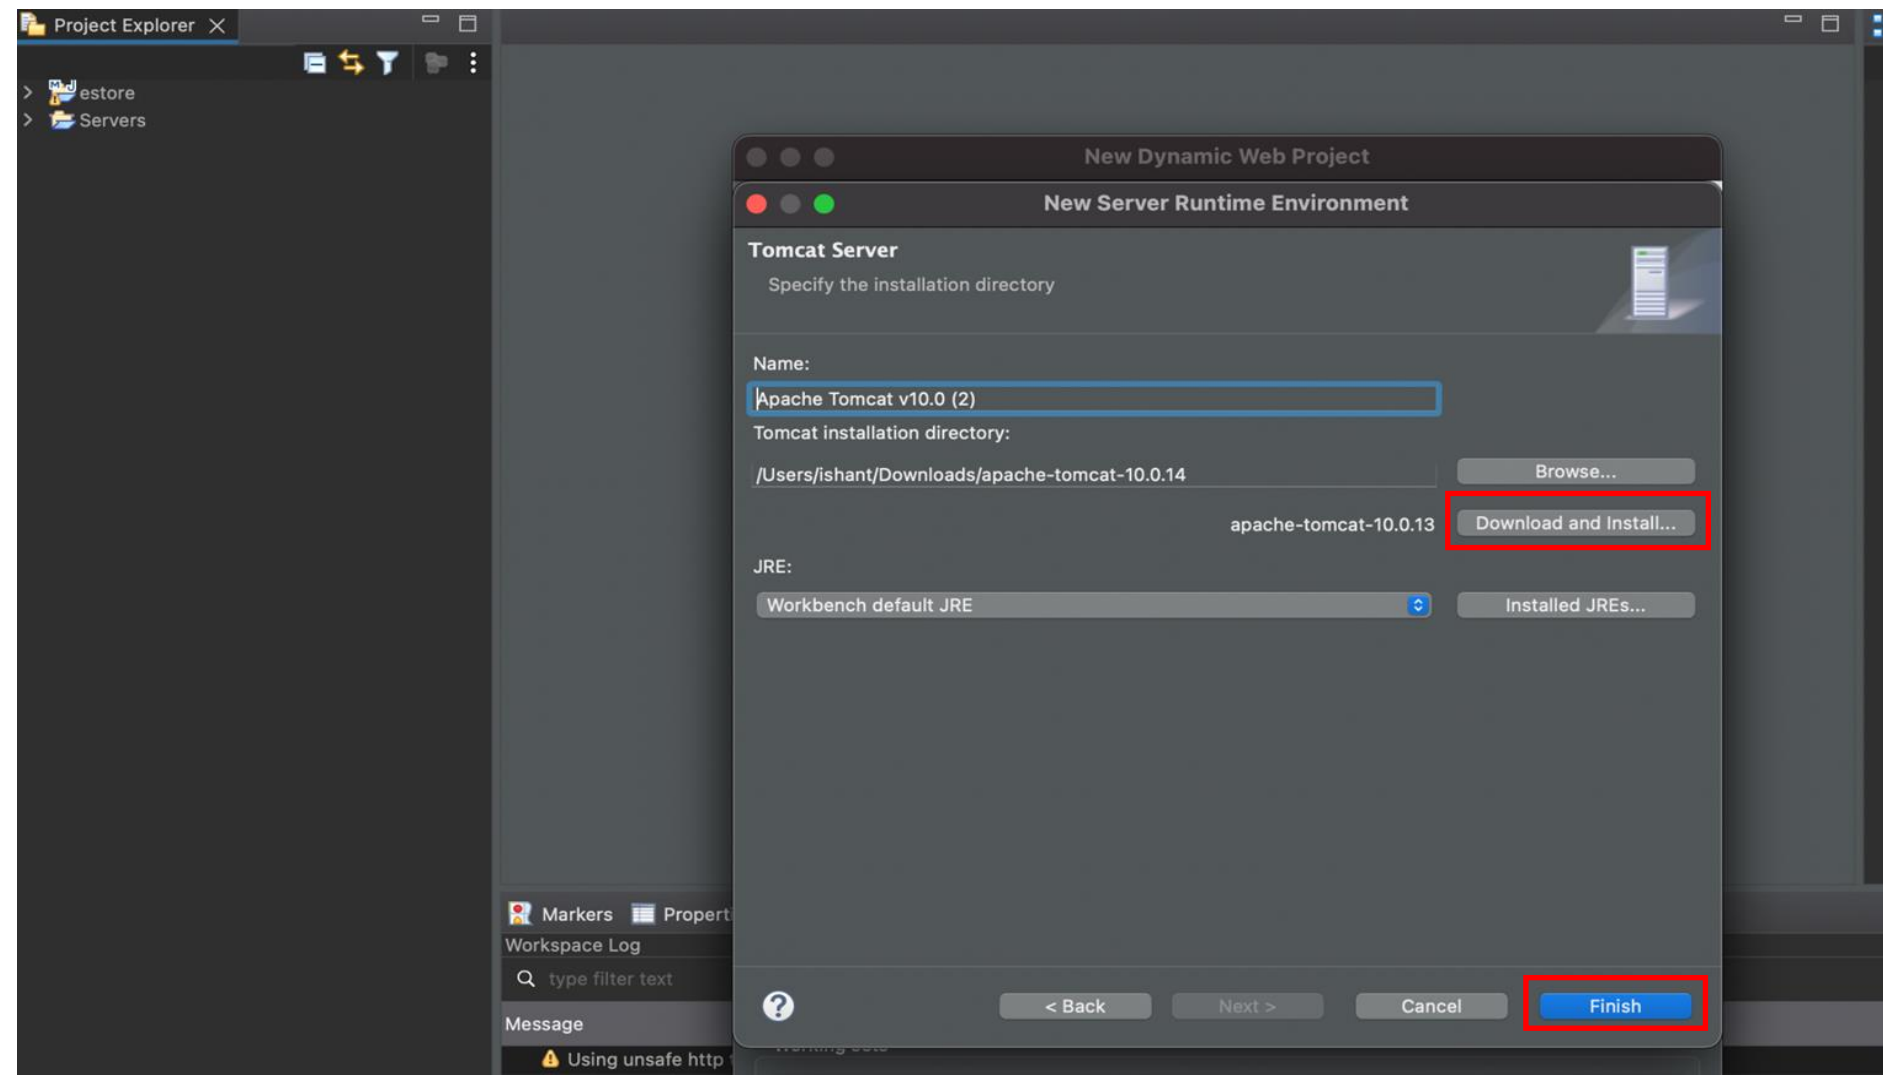 Project Explorer
estore
Servers
New Dynamic Web Project
New Server Runtime Environment
Tomcat Server
Specify the installation directory
Name:
Apache Tomcat v10.0 (2)
Tomcat installation directory:
/Users/ishant/Downloads/apache-tomcat-10.0.14
Browse...
apache-tomcat-10.0.13
Download and Install...
JRE:
Workbench default JRE
Installed JREs...
Markers
Properti
Workspace Log
type filter text
Message
Using unsafe http
< Back
Next >
Cancel
Finish